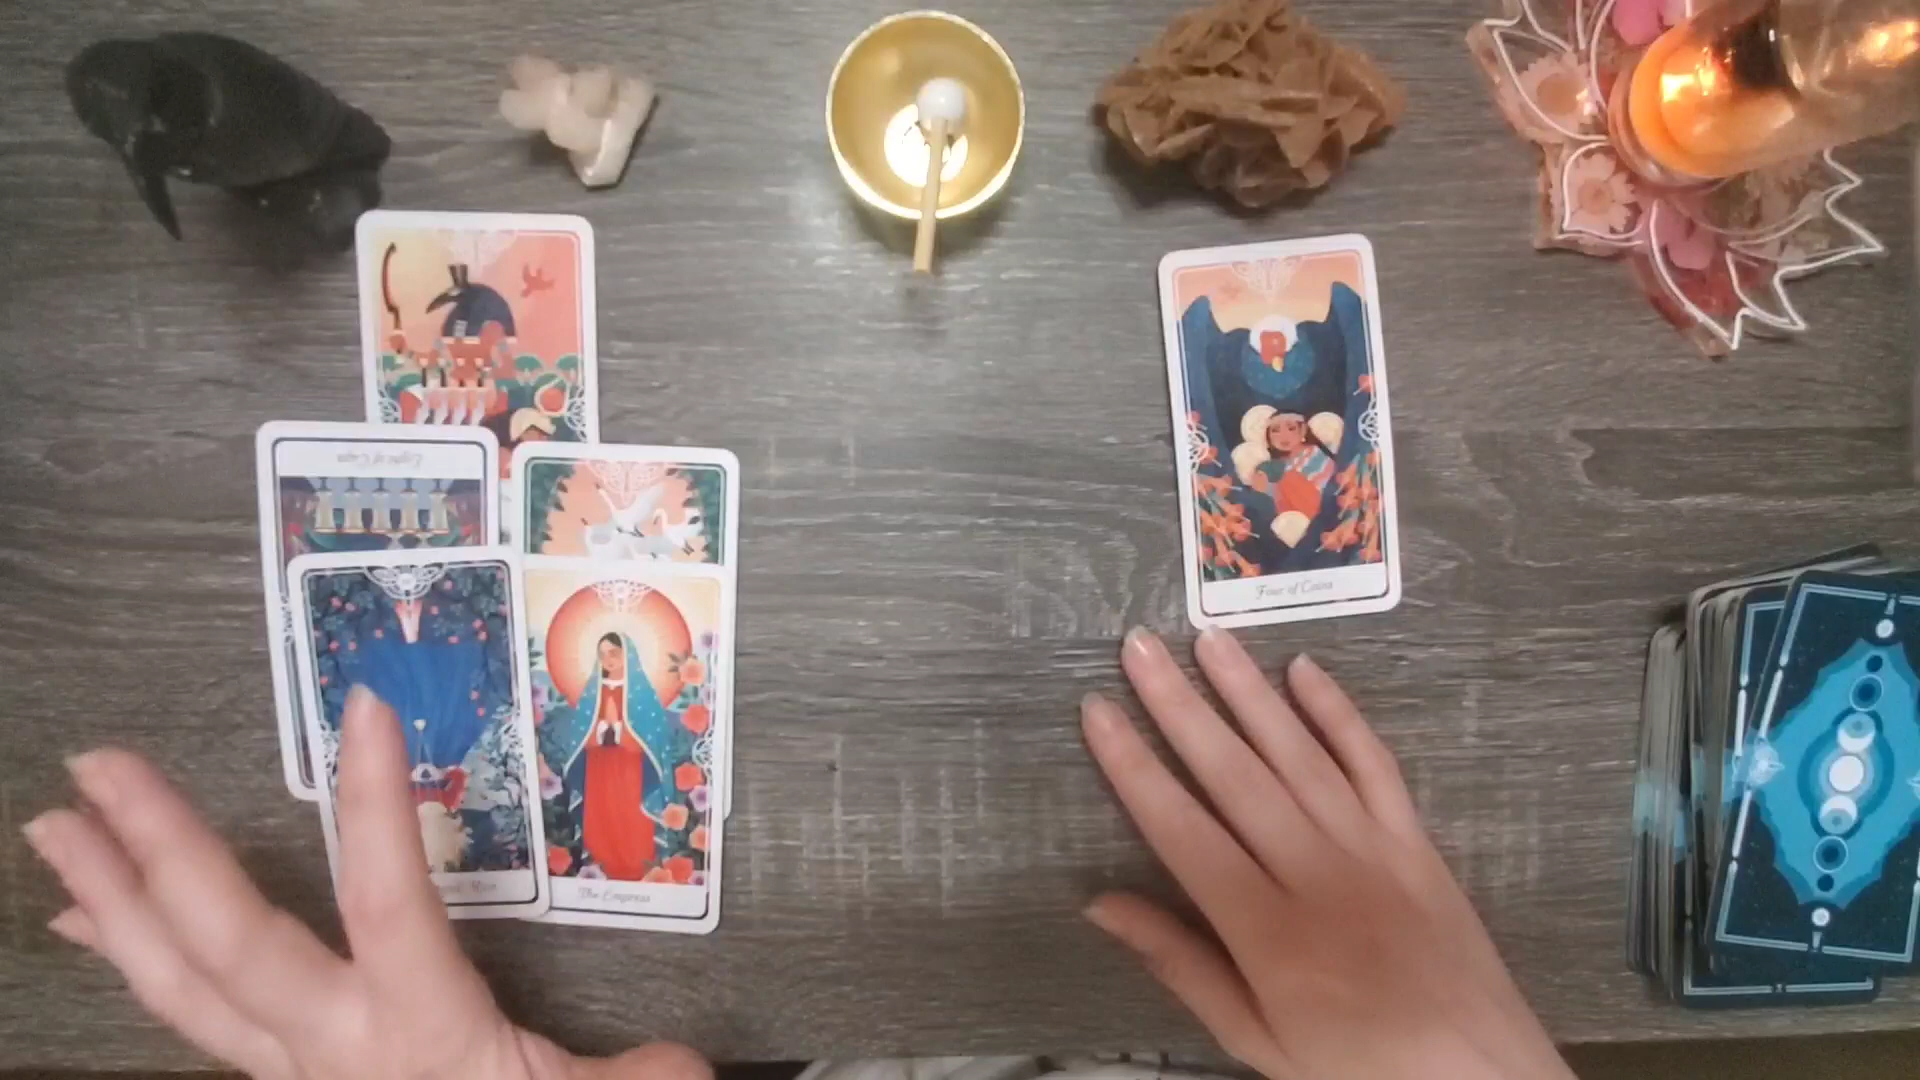 Eight of Cups
Four of Coins
The Empress